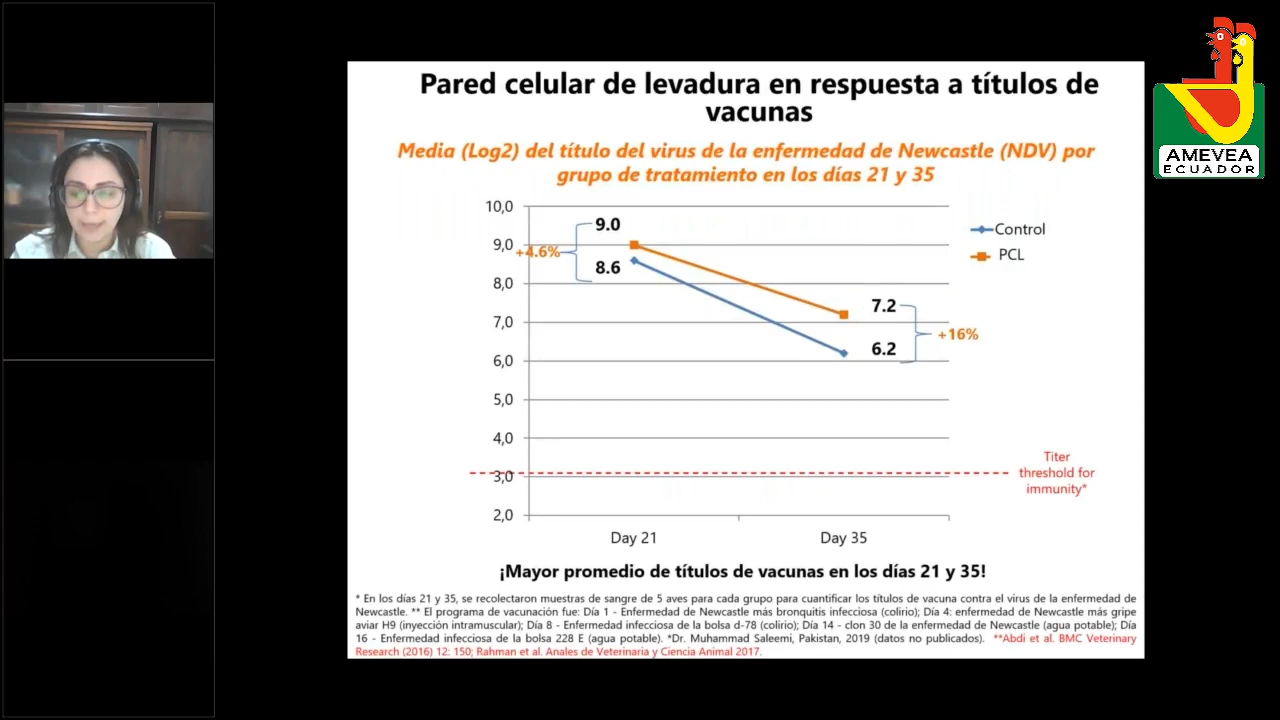 Pared celular de levadura en respuesta a títulos de
vacunas
Media (Log2) del título del virus de la enfermedad de Newcastle (NDV) por
grupo de tratamiento en los días 21 y 35
10,0
9,0
8,0
7,0
6,0
5,0
4,0
3,0
2,0
9.0
+4.6%
8.6
7.2
+16%
6.2
Control
PCL
Titer
threshold for
immunity*
Day 21
Day 35
¡Mayor promedio de títulos de vacunas en los días 21 y 35!
* En los días 21 y 35, se recolectaron muestras de sangre de 5 aves para cada grupo para cuantificar los títulos de vacuna contra el virus de la enfermedad de
Newcastle. ** El programa de vacunación fue: Día 1 - Enfermedad de Newcastle más bronquitis infecciosa (colirio); Día 4: enfermedad de Newcastle más gripe
aviar H9 (inyección intramuscular); Día 8 - Enfermedad infecciosa de la bolsa d-78 (colirio); Día 14 - clon 30 de la enfermedad de Newcastle (agua potable); Día
16 - Enfermedad infecciosa de la bolsa 228 E (agua potable). *Dr. Muhammad Saleemi, Pakistan, 2019 (datos no publicados). **Abdi et al. BMC Veterinary
Research (2016) 12: 150; Rahman et al. Anales de Veterinaria y Ciencia Animal 2017.
AMEVEA
ECUADOR